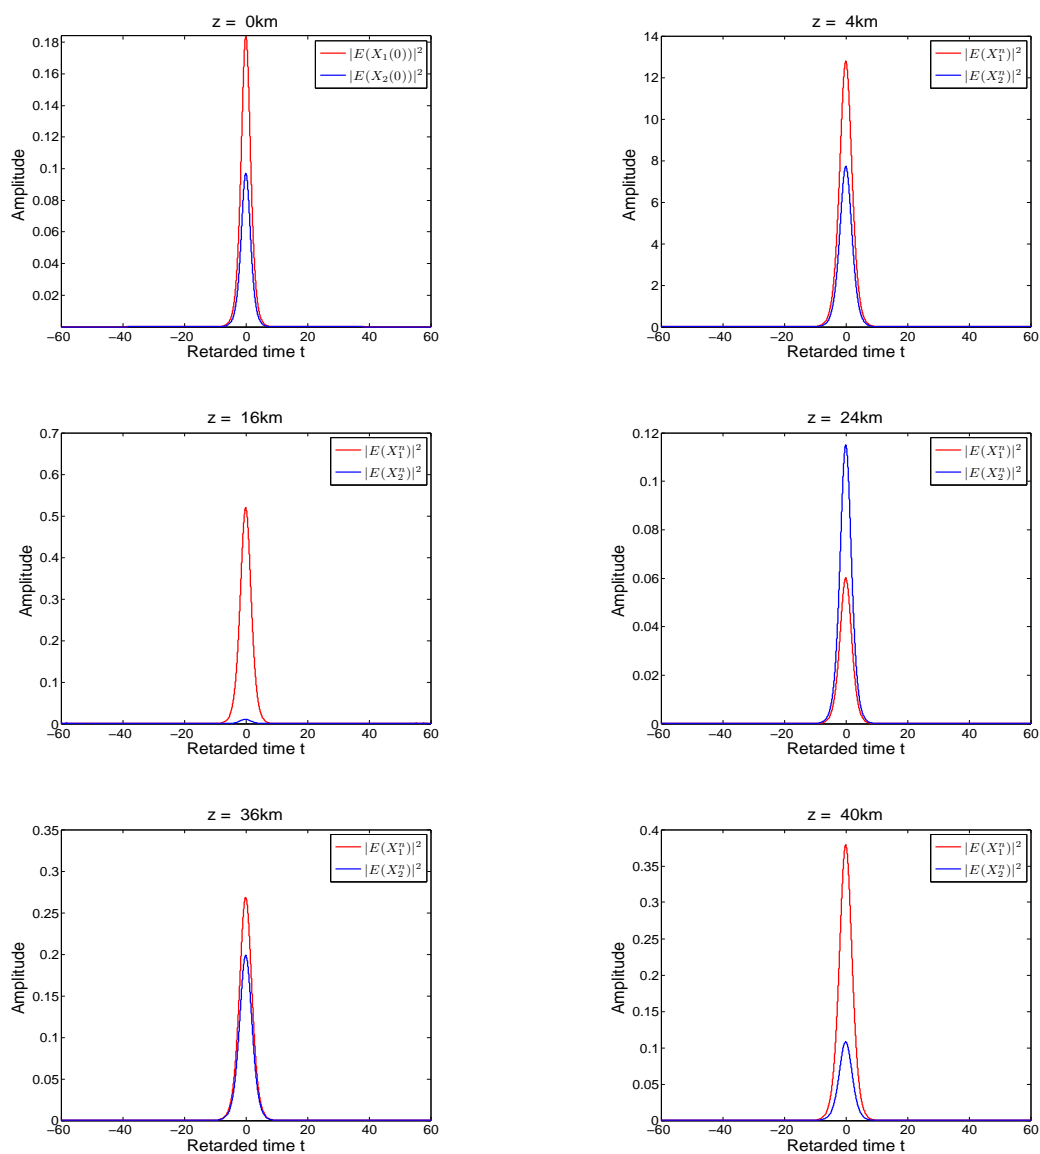 z = 0km
|E(X₁(0))|²
|E(X₂(0))|²
Amplitude
0.18
0.16
0.14
0.12
0.1
0.08
0.06
0.04
0.02
−60 −40 −20 0 20 40 60
Retarded time t
z = 4km
|E(X₁ⁿ)|²
|E(X₂ⁿ)|²
Amplitude
14
12
10
8
6
4
2
0
−60 −40 −20 0 20 40 60
Retarded time t
z = 16km
|E(X₁ⁿ)|²
|E(X₂ⁿ)|²
Amplitude
0.7
0.6
0.5
0.4
0.3
0.2
0.1
0
−60 −40 −20 0 20 40 60
Retarded time t
z = 24km
|E(X₁ⁿ)|²
|E(X₂ⁿ)|²
Amplitude
0.12
0.1
0.08
0.06
0.04
0.02
0
−60 −40 −20 0 20 40 60
Retarded time t
z = 36km
|E(X₁ⁿ)|²
|E(X₂ⁿ)|²
Amplitude
0.35
0.3
0.25
0.2
0.15
0.1
0.05
0
−60 −40 −20 0 20 40 60
Retarded time t
z = 40km
|E(X₁ⁿ)|²
|E(X₂ⁿ)|²
Amplitude
0.4
0.35
0.3
0.25
0.2
0.15
0.1
0.05
0
−60 −40 −20 0 20 40 60
Retarded time t